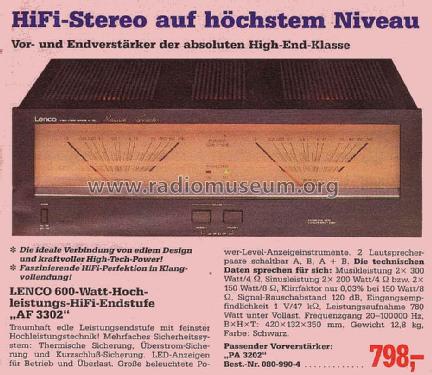 HiFi-Stereo auf höchstem Niveau
Vor- und Endverstärker der absoluten High-End-Klasse
Lenco
www.radiomuseum.org
* Die ideale Verbindung von edlem Design
und kraftvoller High-Tech-Power!
* Faszinierende HiFi-Perfektion in Klang-
vollendung!
LENCO 600-Watt-Hoch-
leistungs-HiFi-Endstufe
„AF 3302“
Traumhaft edle Leistungsendstufe mit feinster
Hochleistungstechnik! Mehrfaches Sicherheitsy-
stem: Thermische Sicherung, Überstrom-Siche-
rung und Kurzschluß-Sicherung. LED-Anzeigen
für Betrieb und Überlast. Große beleuchtete Po-
wer-Level-Anzeigeinstrumente. 2 Lautsprecher-
paare schaltbar A, B, A + B. Die technischen
Daten sprechen für sich: Musikleistung 2× 300
Watt/4 Ω, Sinusleistung 2× 200 Watt/4 Ω bzw. 2×
150 Watt/8 Ω, Klirrfaktor nur 0,03% bei 150 Watt/8
Ω, Signal-Rauschabstand 120 dB, Eingangsemp-
findlichkeit 1 V/47 kΩ, Leistungsaufnahme 780
Watt unter Vollast. Frequenzgang 20–100000 Hz,
B×H×T: 420×132×350 mm, Gewicht 12,8 kg,
Farbe: Schwarz.
Passender Vorverstärker:
„PA 3202“
Best.-Nr. 080-990-4
798,-